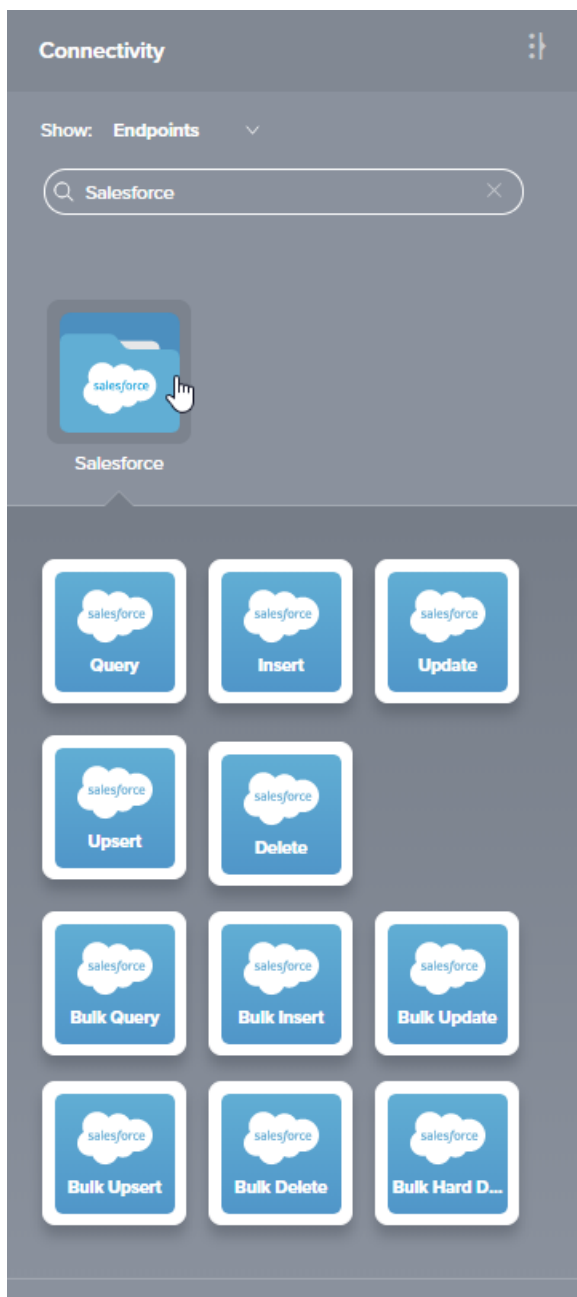 Connectivity
Show: Endpoints
Salesforce
salesforce
Salesforce
salesforce salesforce salesforce
Query Insert Update
salesforce salesforce
Upsert Delete
salesforce salesforce salesforce
Bulk Query Bulk Insert Bulk Update
salesforce salesforce salesforce
Bulk Upsert Bulk Delete Bulk Hard D...